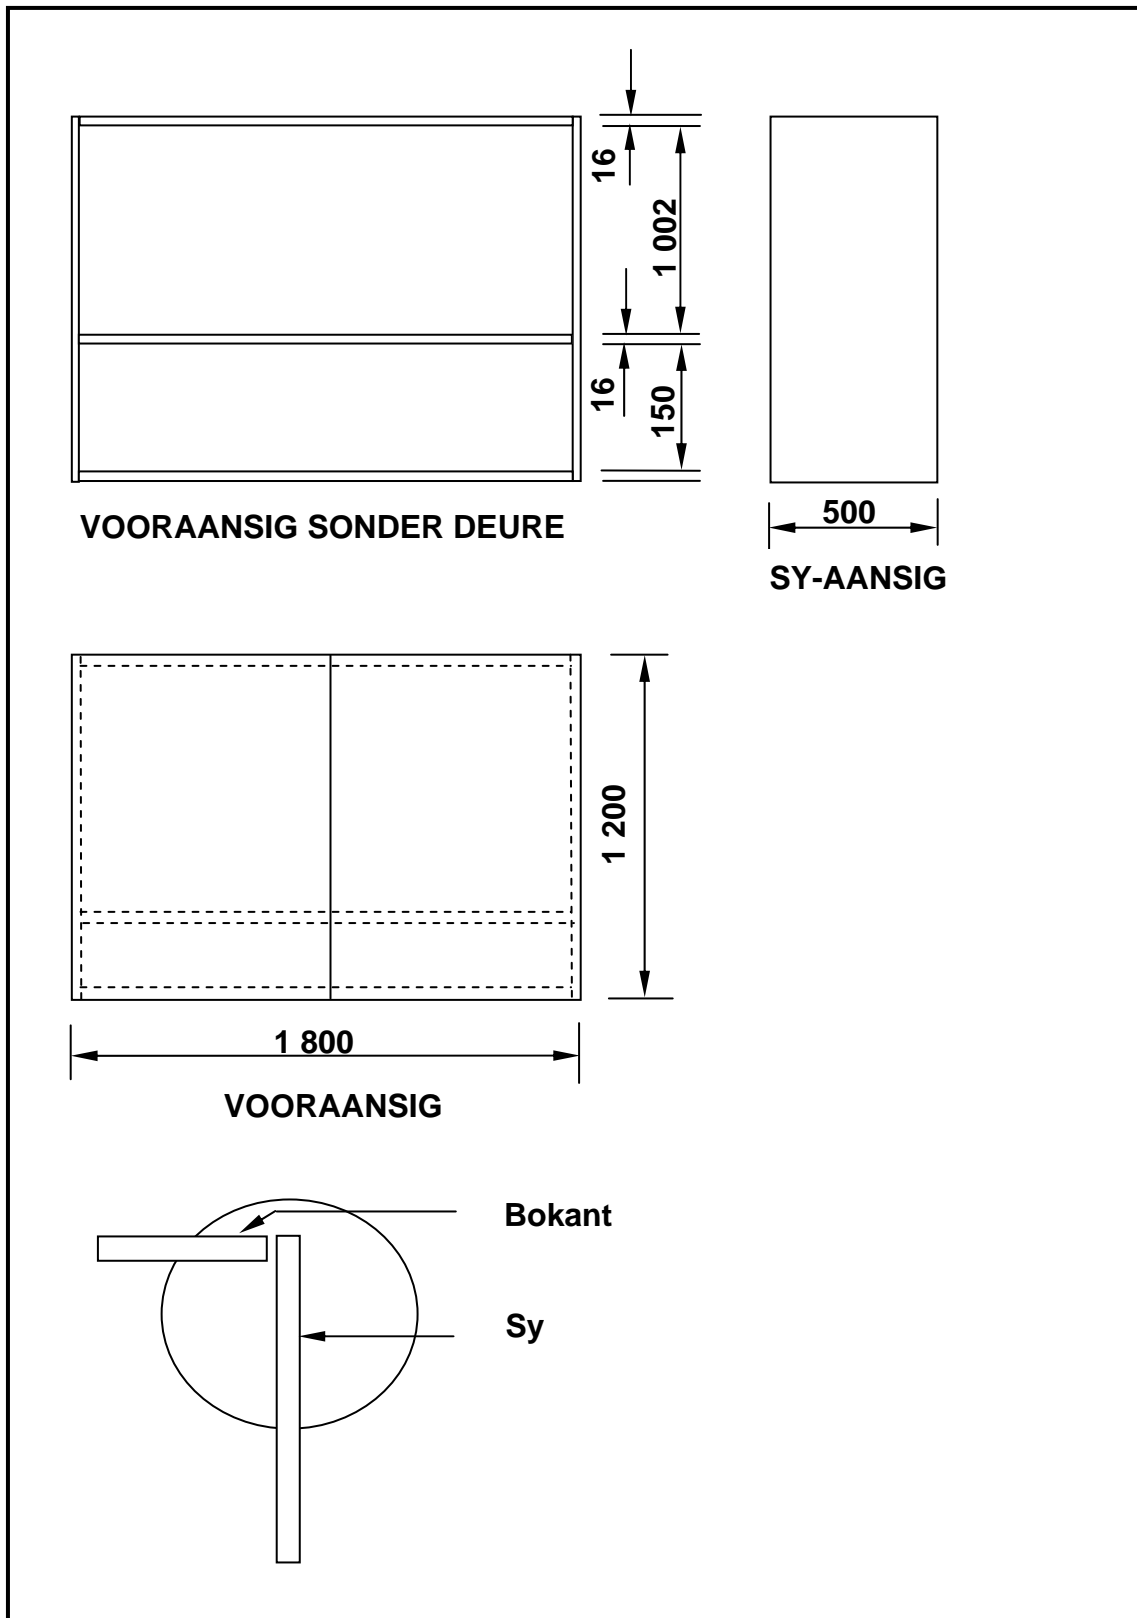 16
1 002
16
150
VOORAANSIG SONDER DEURE
500
SY-AANSIG
1 200
1 800
VOORAANSIG
Bokant
Sy